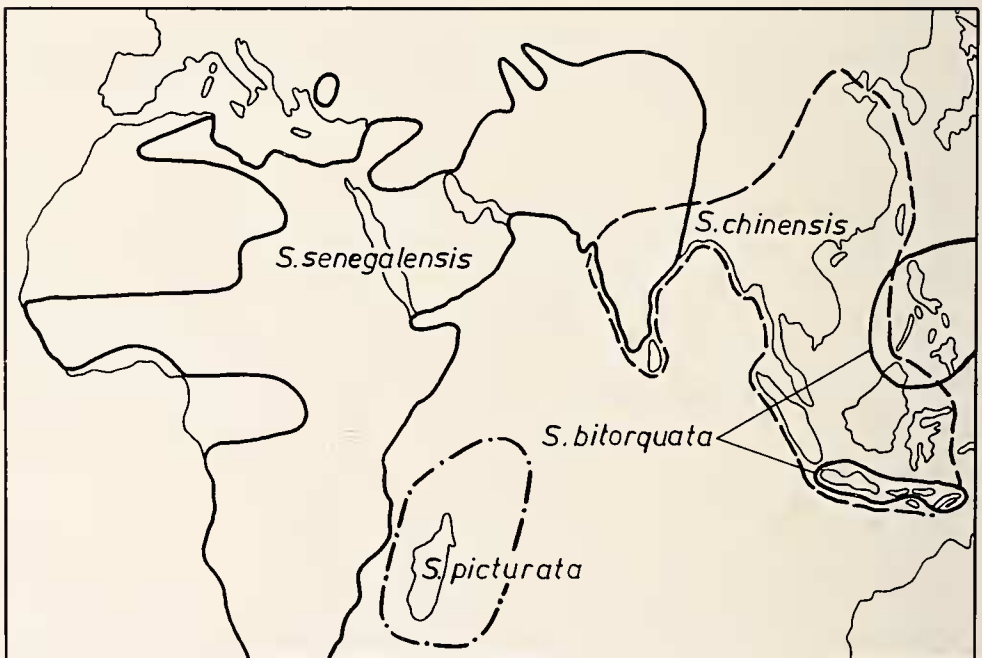 S. chinensis
S. senegalensis
S. bitorquata
S. picturata